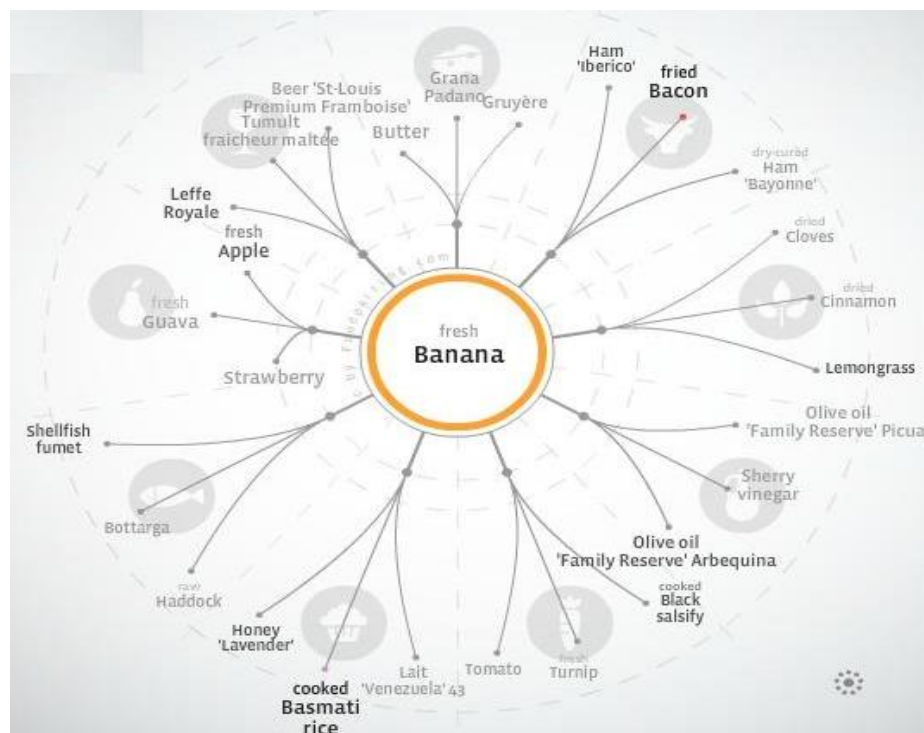 Grana
Padano
Gruyère
Butter
Beer 'St-Louis
Premium Framboise'
Tumult
fraicheur maltée
Leffe
Royale
Ham
'Iberico'
fried
Bacon
dry-cured
Ham
'Bayonne'
dried
Cloves
dried
Cinnamon
Lemongrass
fresh
Apple
fresh
Guava
Strawberry
fresh
Banana
Olive oil
'Family Reserve' Picua
Sherry
vinegar
Olive oil
'Family Reserve' Arbequina
Shellfish
fumet
Bottarga
raw
Haddock
Honey
'Lavender'
cooked
Basmati
rice
Lait
'Venezuela' 43
Tomato
fresh
Turnip
cooked
Black
salsify